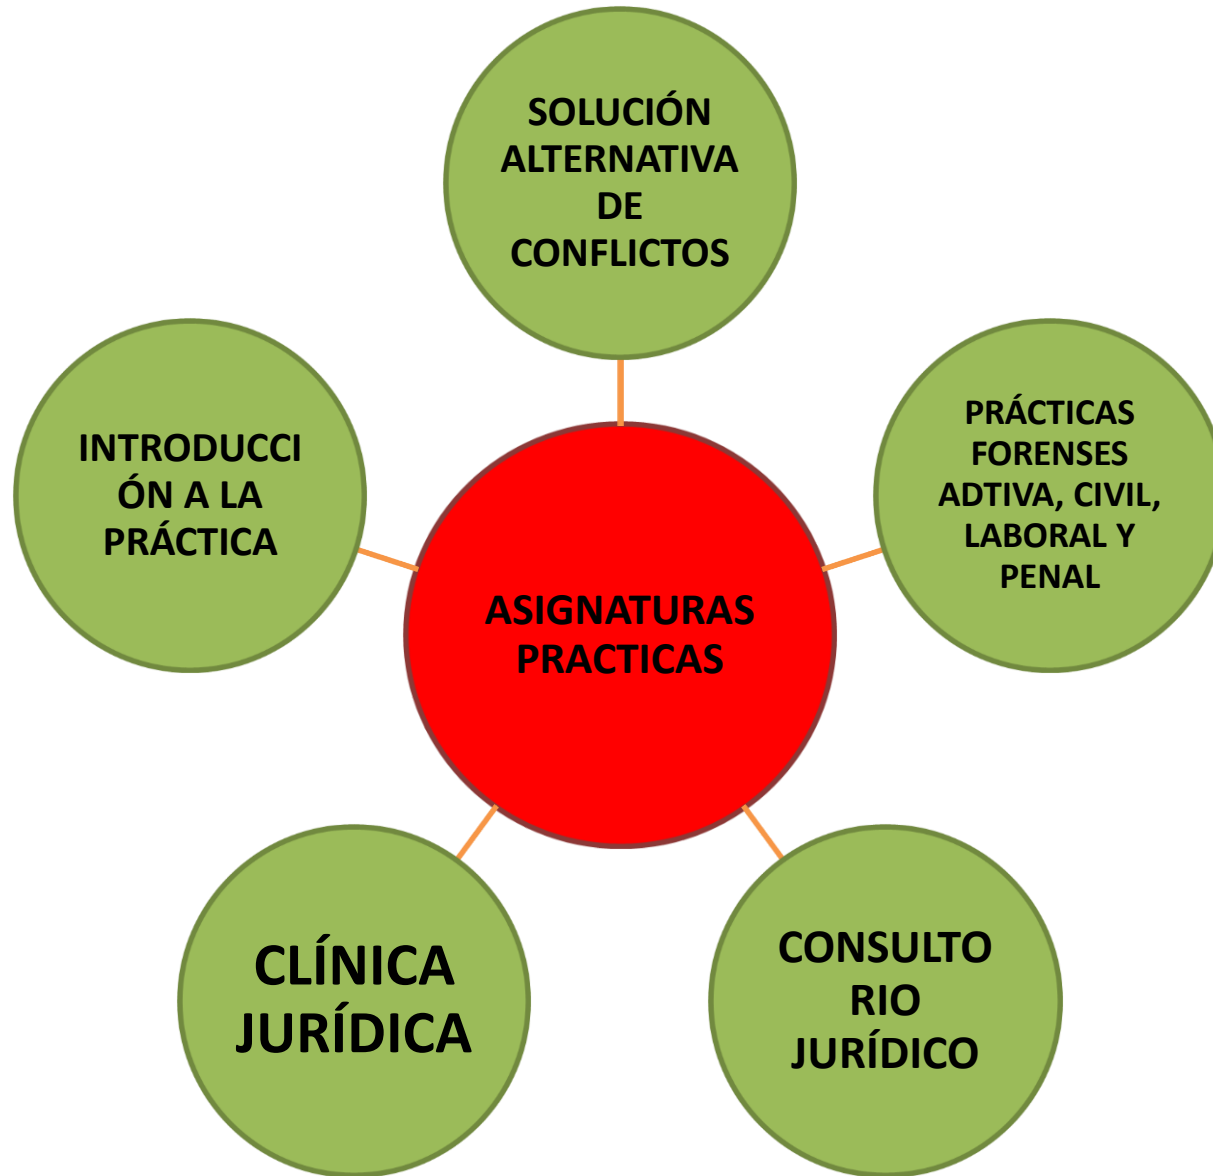 SOLUCIÓN
ALTERNATIVA
DE
CONFLICTOS
PRÁCTICAS
FORENSES
ADTIVA, CIVIL,
LABORAL Y
PENAL
INTRODUCCI
ÓN A LA
PRÁCTICA
ASIGNATURAS
PRACTICAS
CLÍNICA
JURÍDICA
CONSULTO
RIO
JURÍDICO